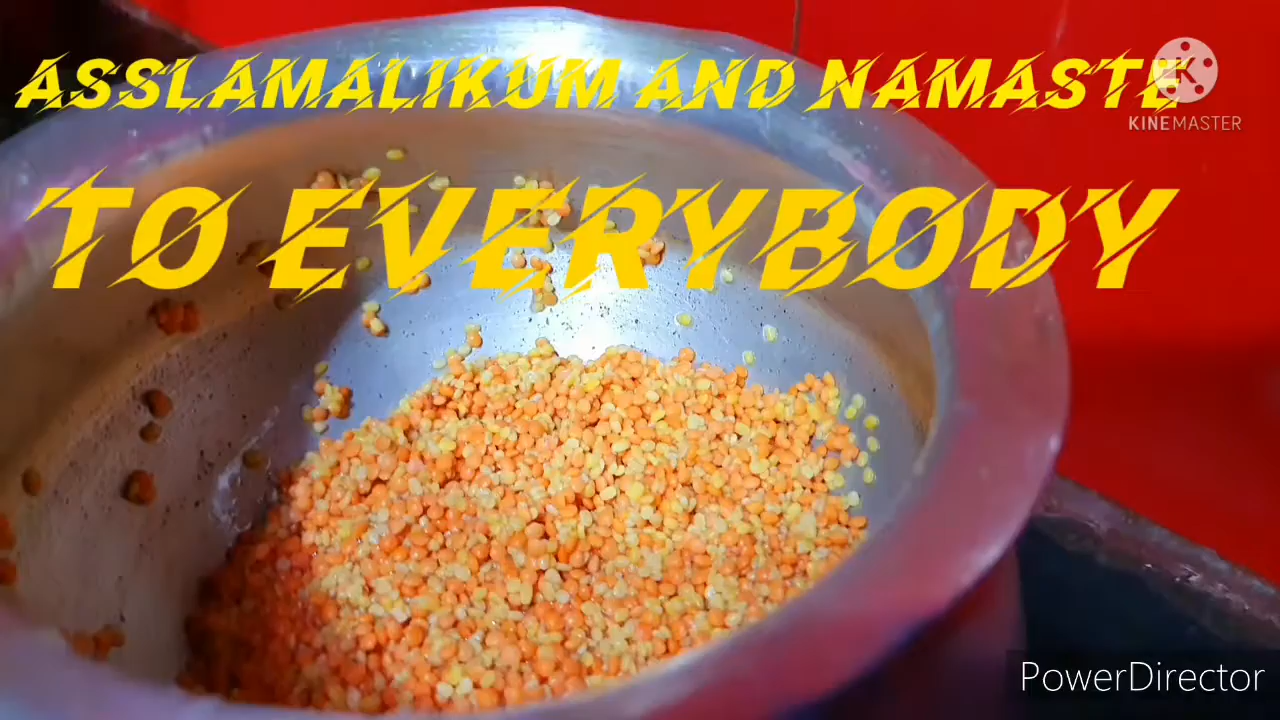 ASSLAMALIKUM AND NAMASTE
K
KINEMASTER
TO EVERYBODY
PowerDirector